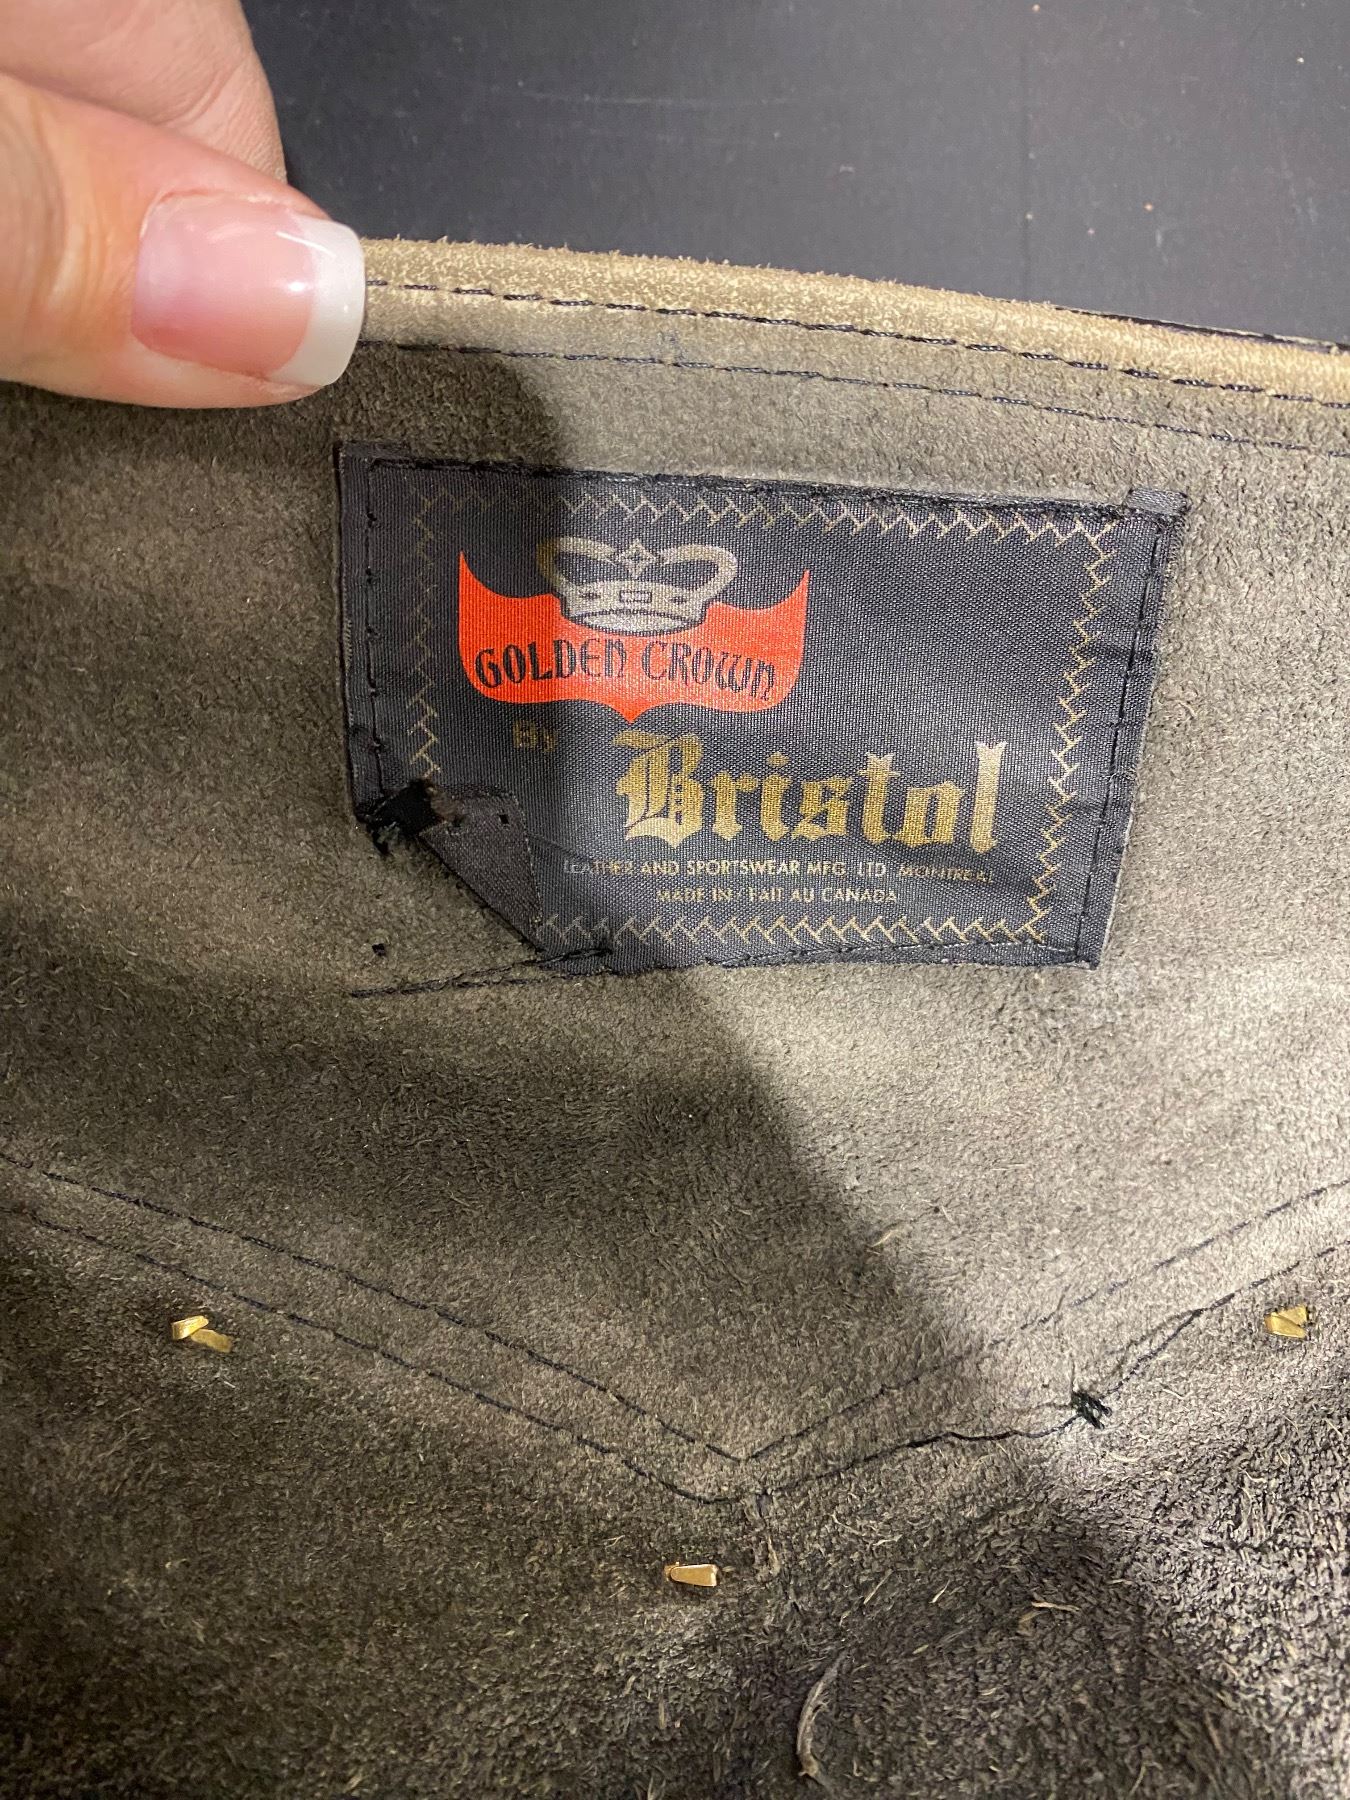 GOLDEN CROWN
By Bristol
LEATHER AND SPORTSWEAR MFG. LTD. MONTREAL
MADE IN / FAIT AU CANADA